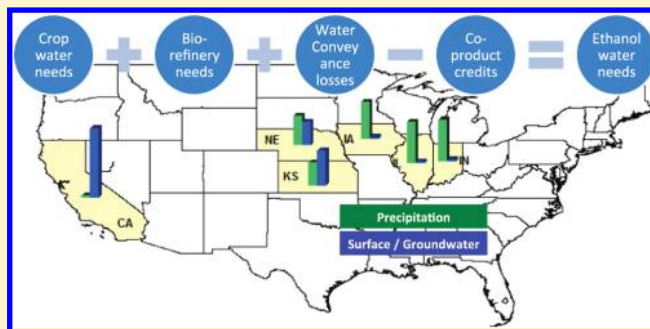 Crop
water
needs
+
Bio-
refinery
needs
+
Water
Convey
ance
losses
-
Co-
product
credits
=
Ethanol
water
needs
NE
IA
IL
IN
KS
CA
Precipitation
Surface / Groundwater